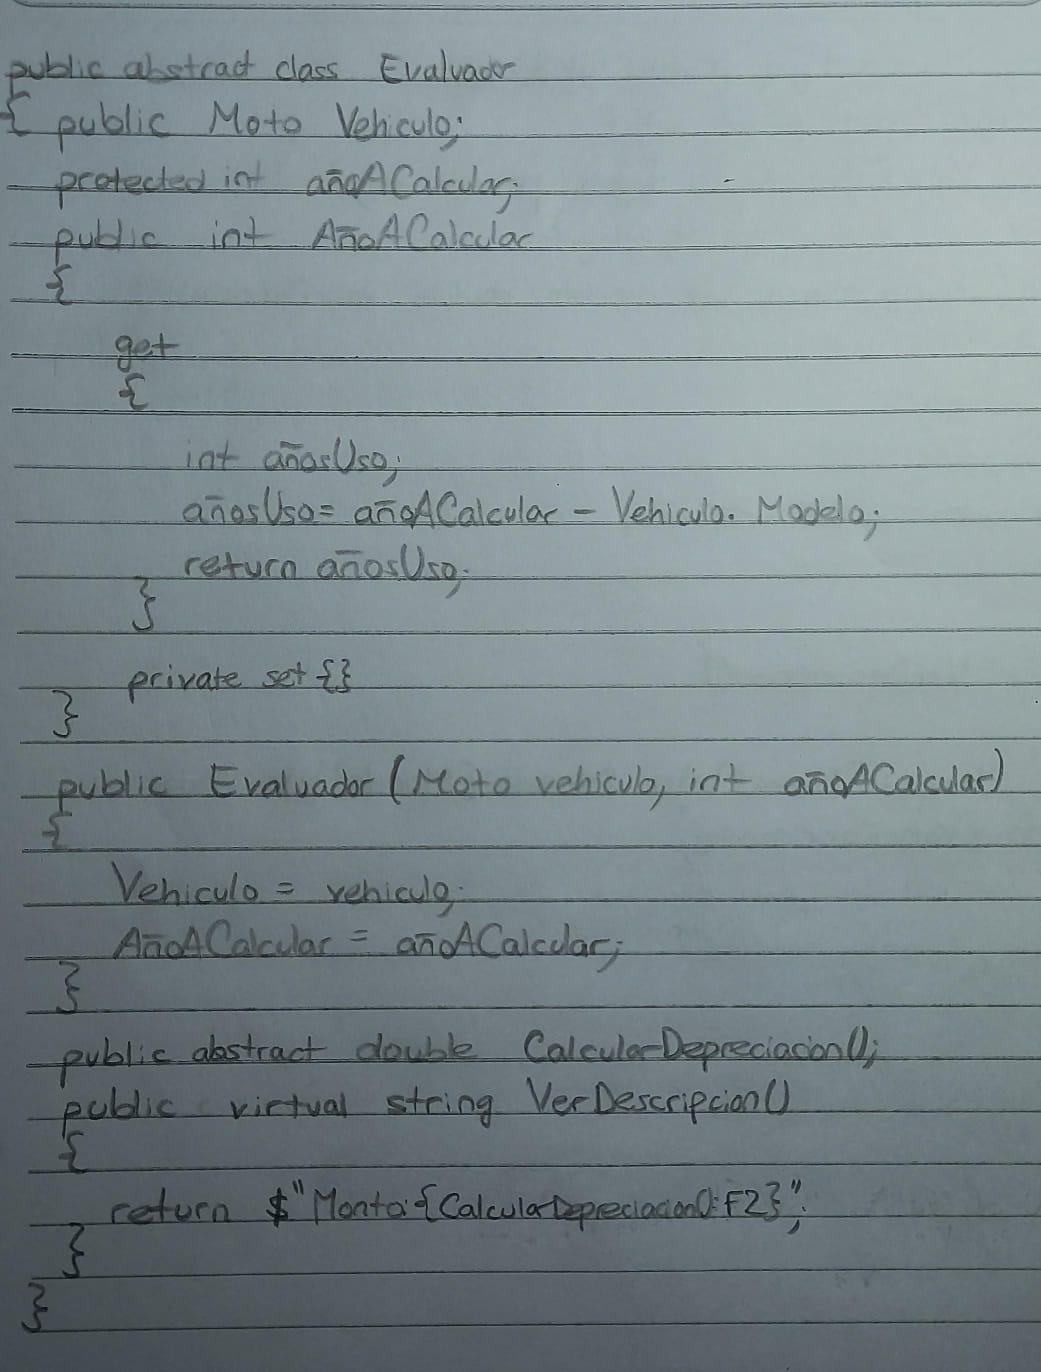 public abstract class Evaluador
{ public Moto Vehiculo;
protected int añoACalcular;
public int AñoACalcular
{
get
{
int añosUso;
añosUso= añoACalcular - Vehiculo. Modelo;
return añosUso;
}
private set {}
}
public Evaluador (Moto vehiculo, int añoACalcular)
{
Vehiculo = vehiculo;
AñoACalcular = añoACalcular;
}
public abstract double CalcularDepreciacion();
public virtual string VerDescripcion()
{
return $"Monto:{CalcularDepreciacion():F2}";
}
}